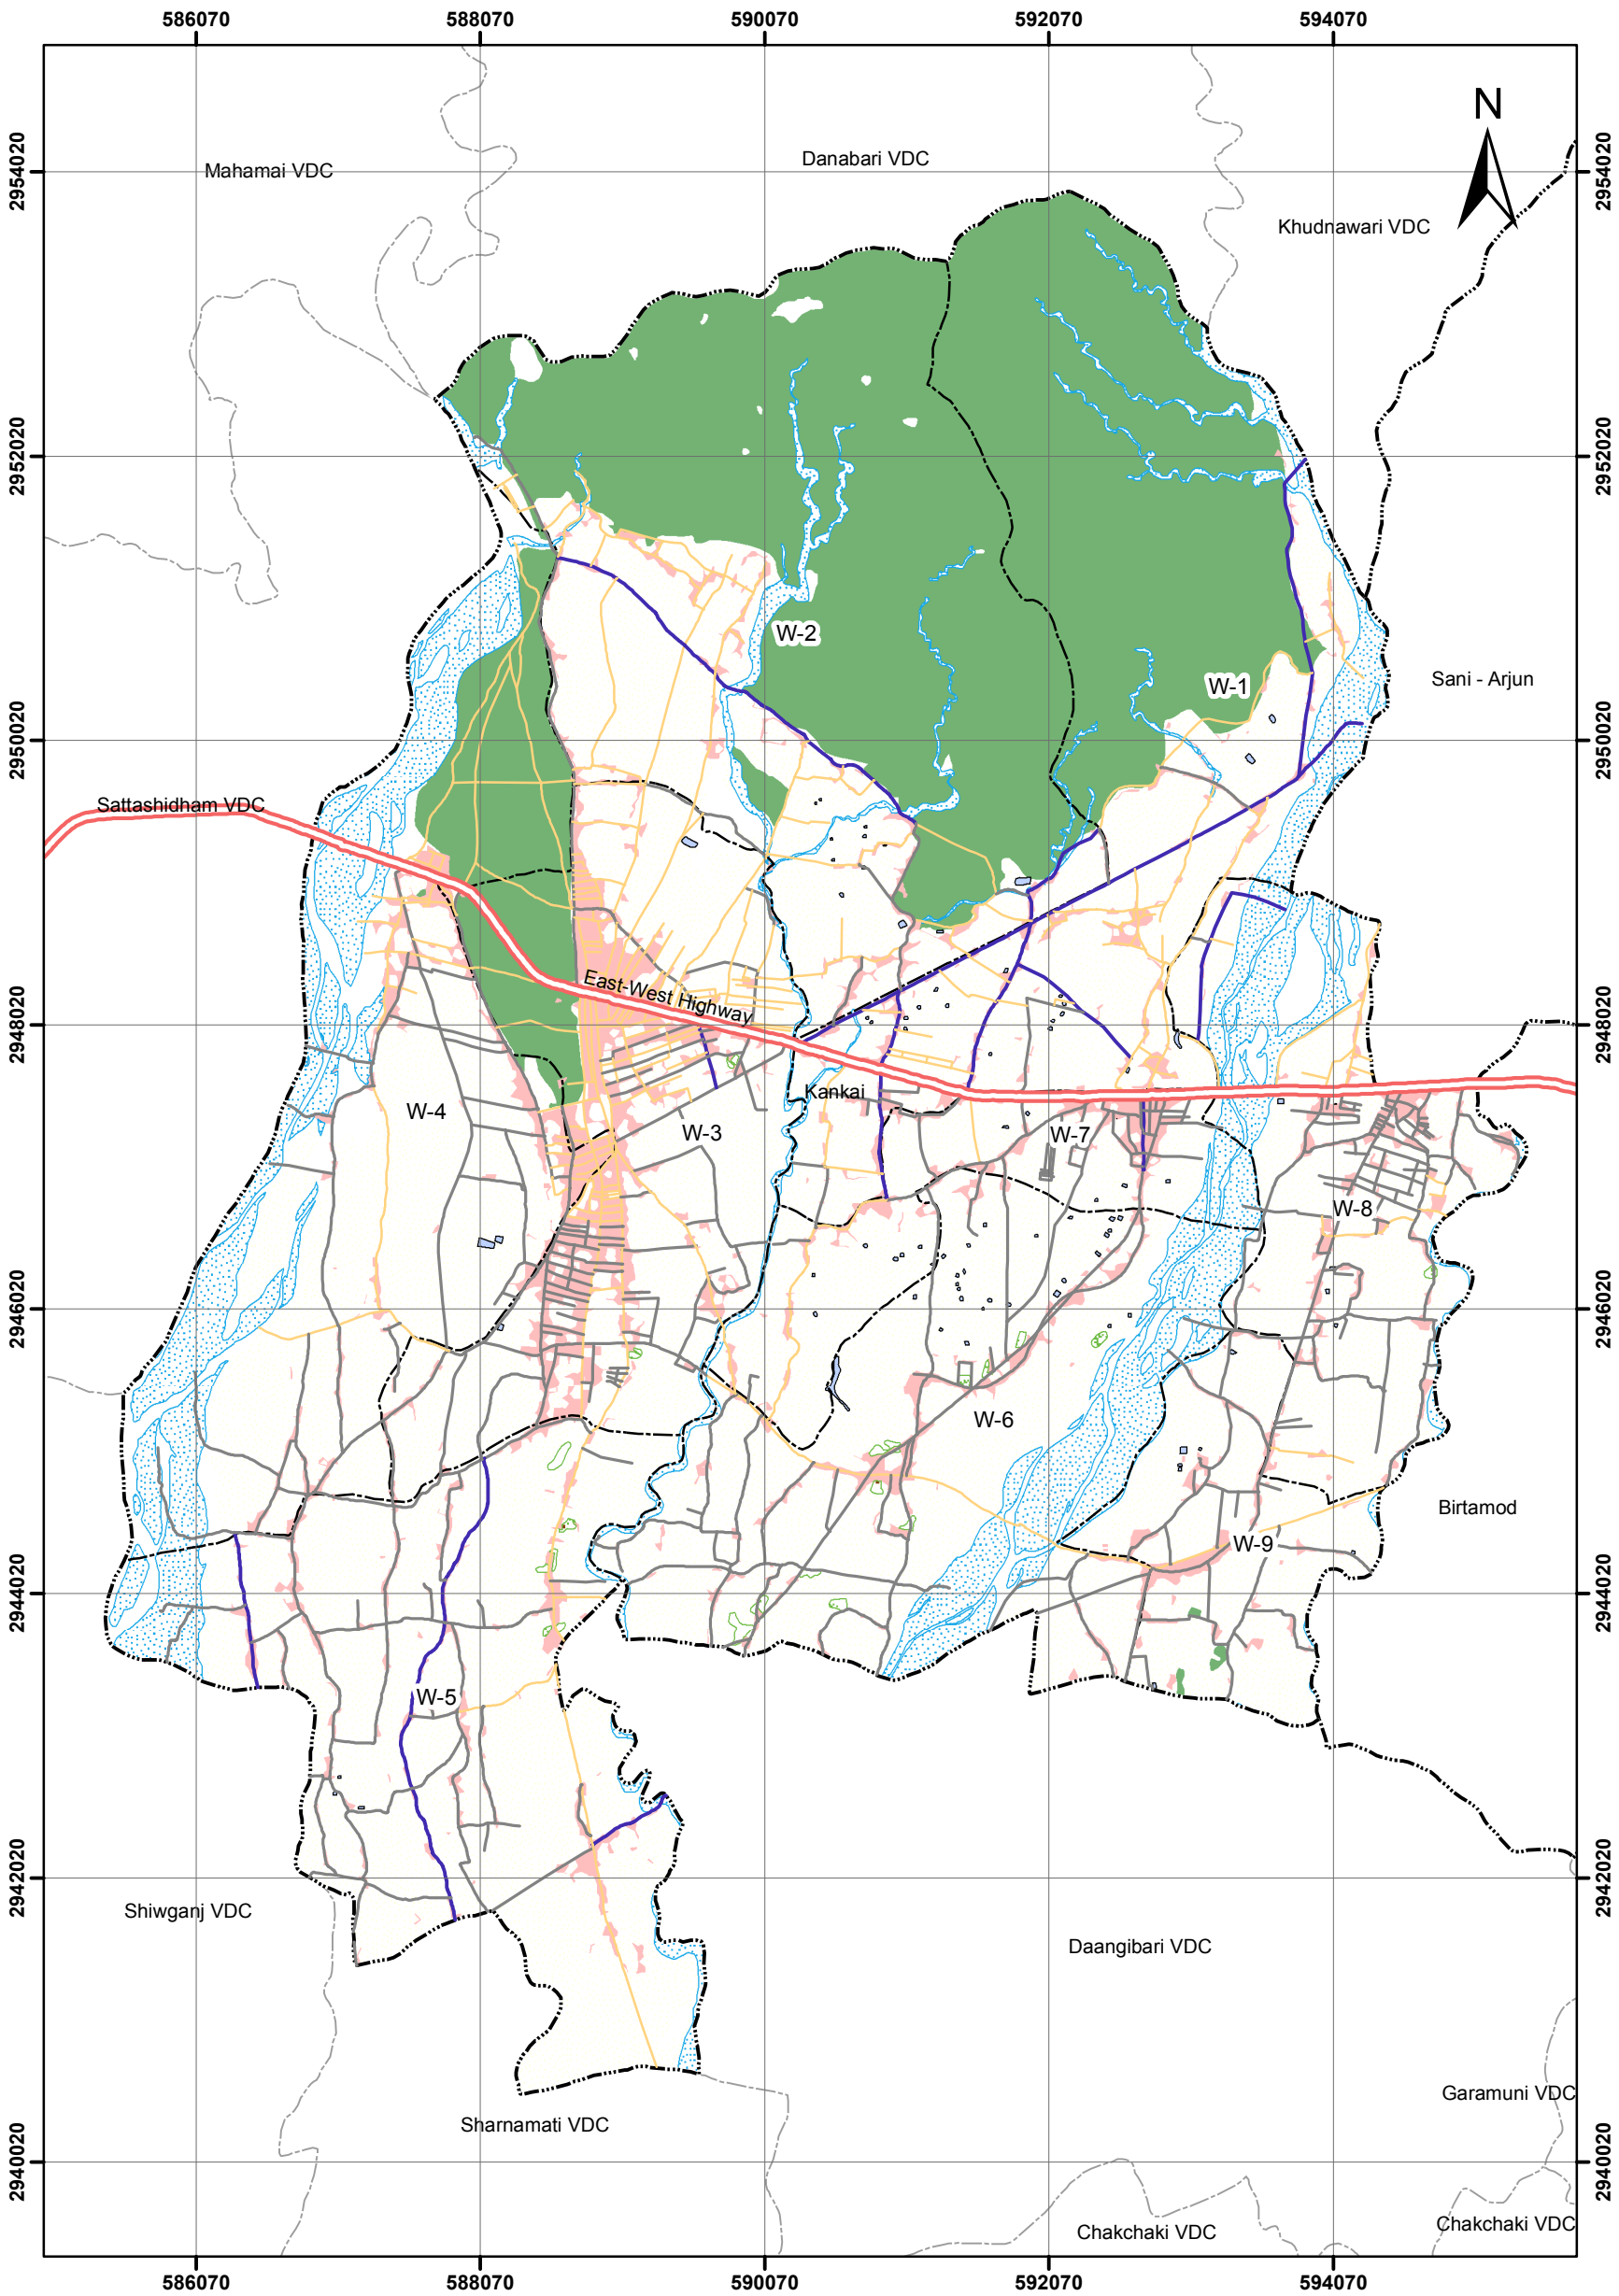 586070 588070 590070 592070 594070
N
Mahamai VDC
Danabari VDC
2954020
2954020
Khudnawari VDC
2952020
2952020
W-2
W-1
Sani - Arjun
2950020
2950020
Sattashidham VDC
East-West Highway
2948020
2948020
Kankai
W-4
W-3
W-7
W-8
2946020
2946020
W-6
Birtamod
W-9
2944020
2944020
W-5
2942020
2942020
Shiwganj VDC
Daangibari VDC
Garamuni VDC
Sharnamati VDC
2940020
2940020
Chakchaki VDC
Chakchaki VDC
586070 588070 590070 592070 594070